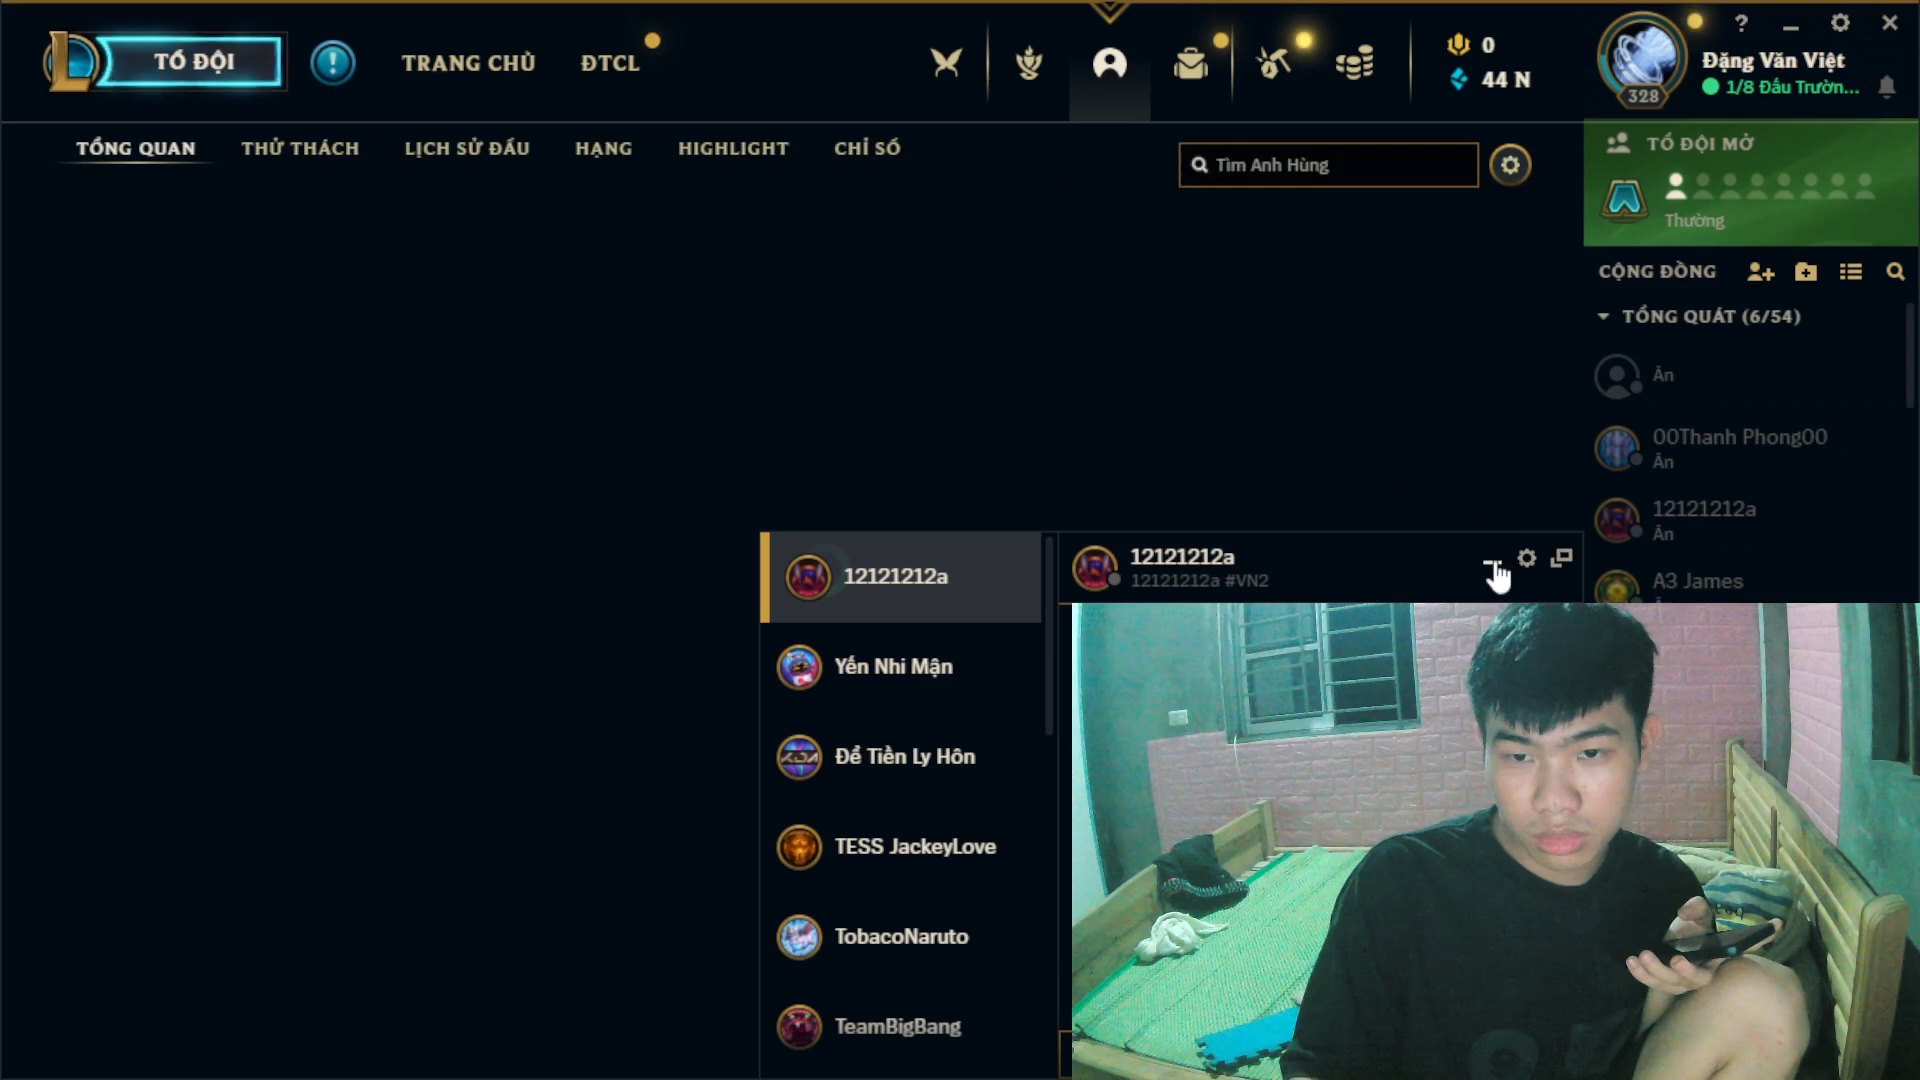 TỔ ĐỘI
TRANG CHỦ
ĐTCL
0
44 N
328
?
Đặng Văn Việt
1/8 Đấu Trườn...
TỔNG QUAN
THỬ THÁCH
LỊCH SỬ ĐẤU
HẠNG
HIGHLIGHT
CHỈ SỐ
Tìm Anh Hùng
TỔ ĐỘI MỞ
Thường
CỘNG ĐỒNG
TỔNG QUÁT (6/54)
Ẩn
00Thanh Phong00
Ẩn
12121212a
Ẩn
A3 James
12121212a
Yến Nhi Mận
Để Tiền Ly Hôn
TESS JackeyLove
TobacoNaruto
TeamBigBang
12121212a
12121212a #VN2